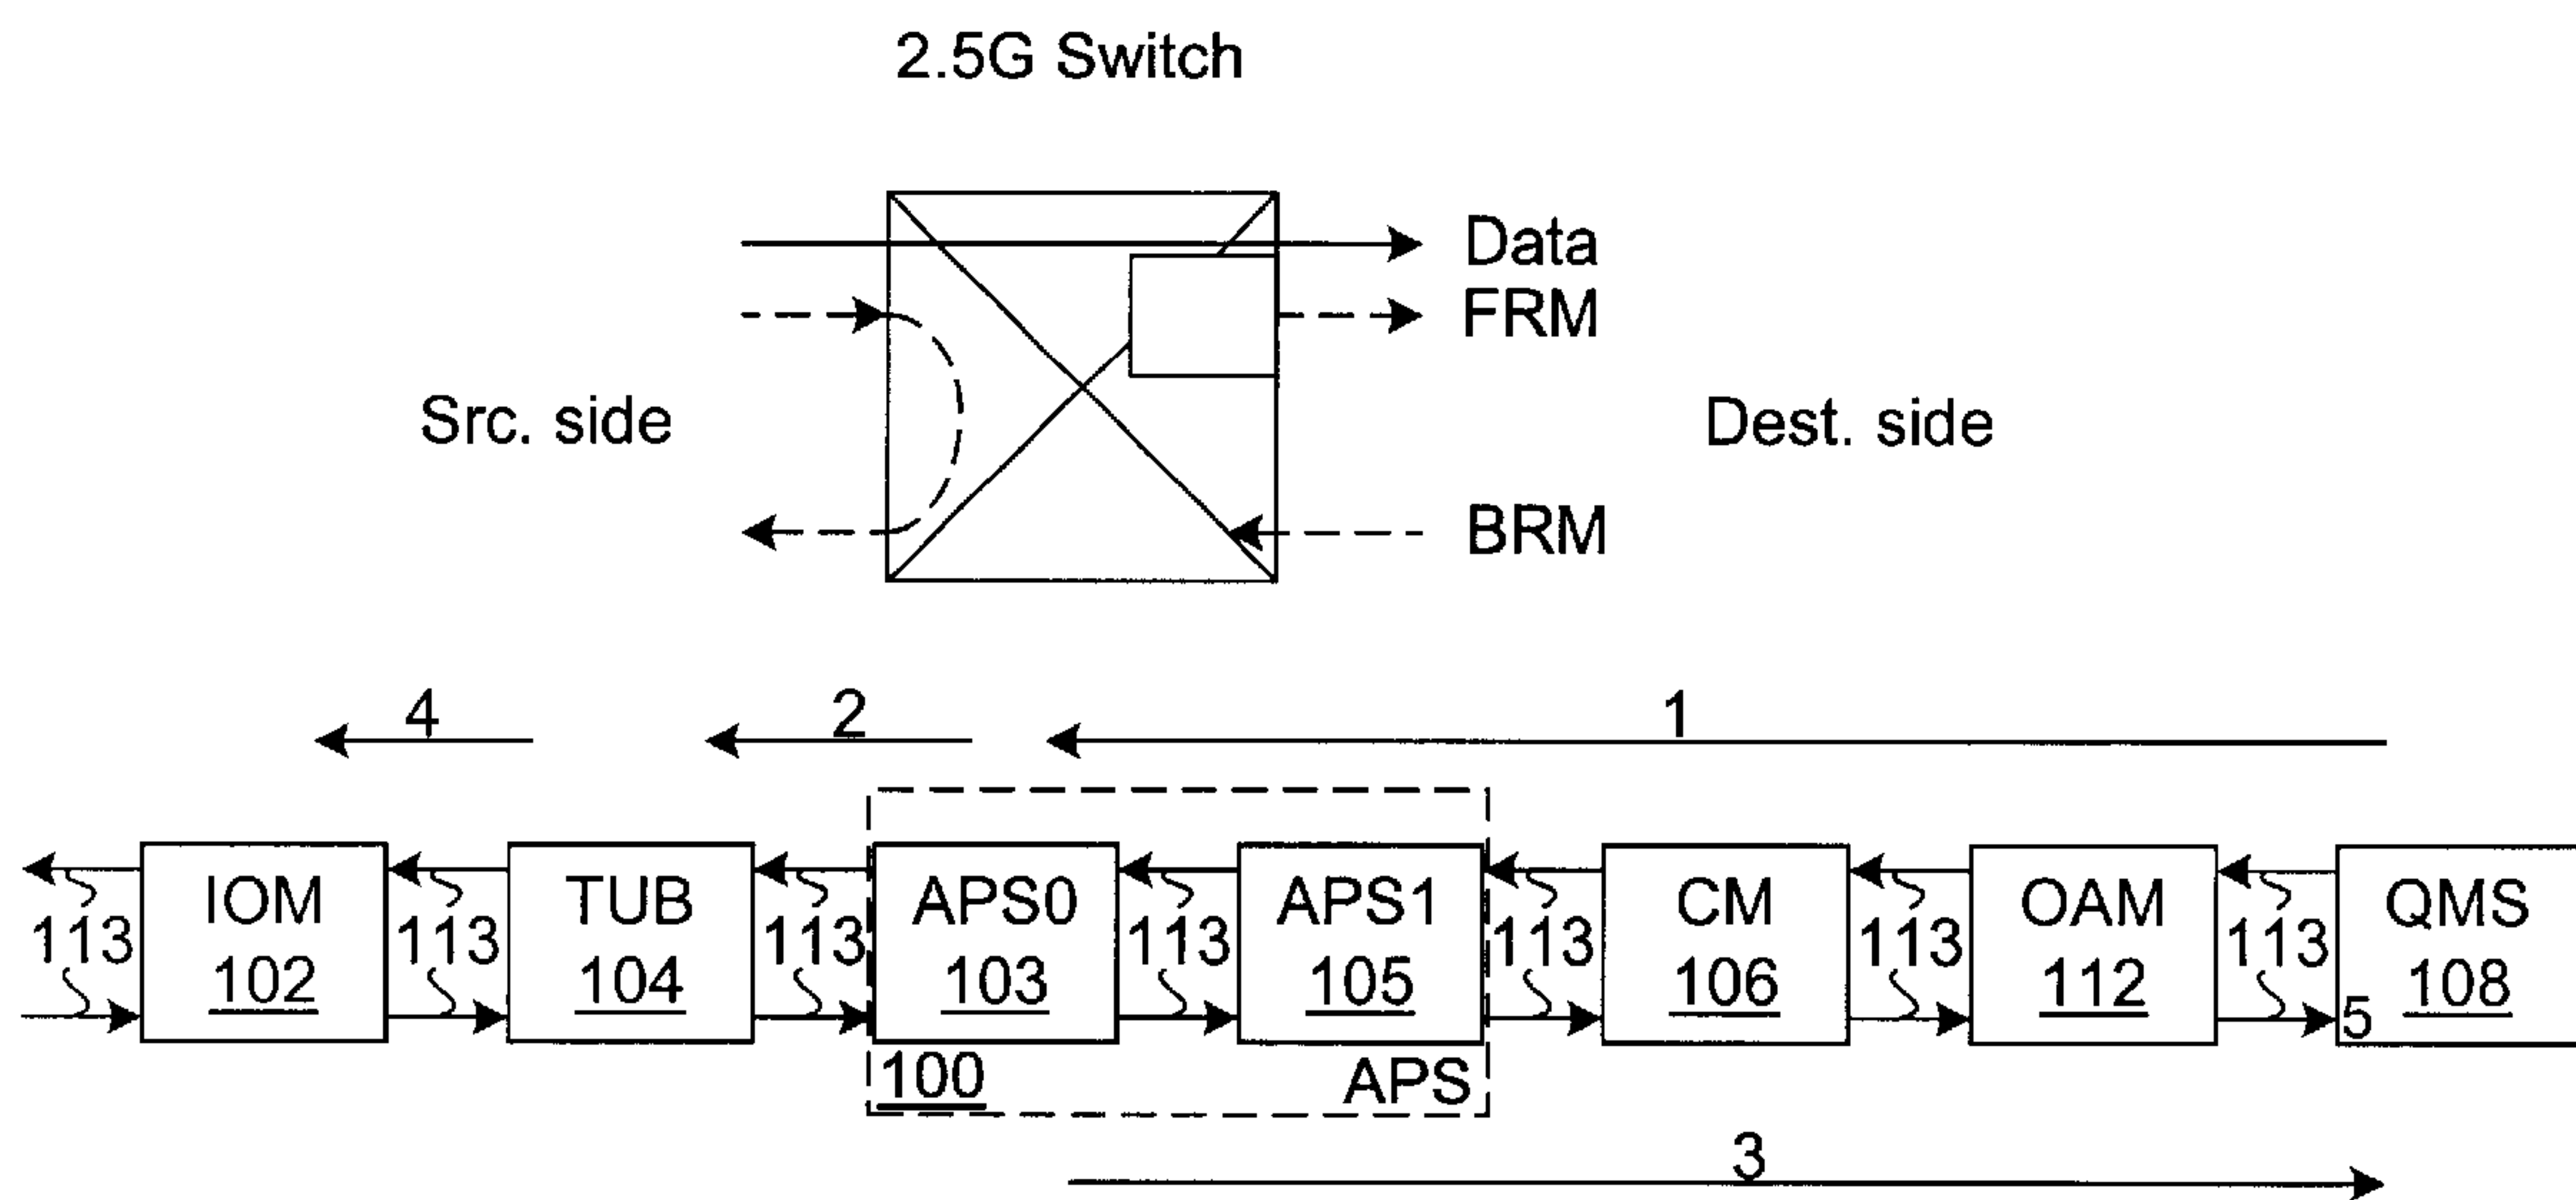 2.5G Switch
Data
FRM
Src. side
Dest. side
BRM
4
2
1
IOM
102
TUB
104
APS0
103
APS1
105
CM
106
OAM
112
QMS
108
113
113
113
113
113
113
113
5
100
APS
3